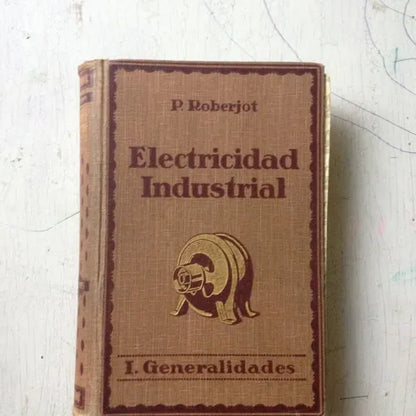 P. Roberjot
Electricidad
Industrial
I. Generalidades